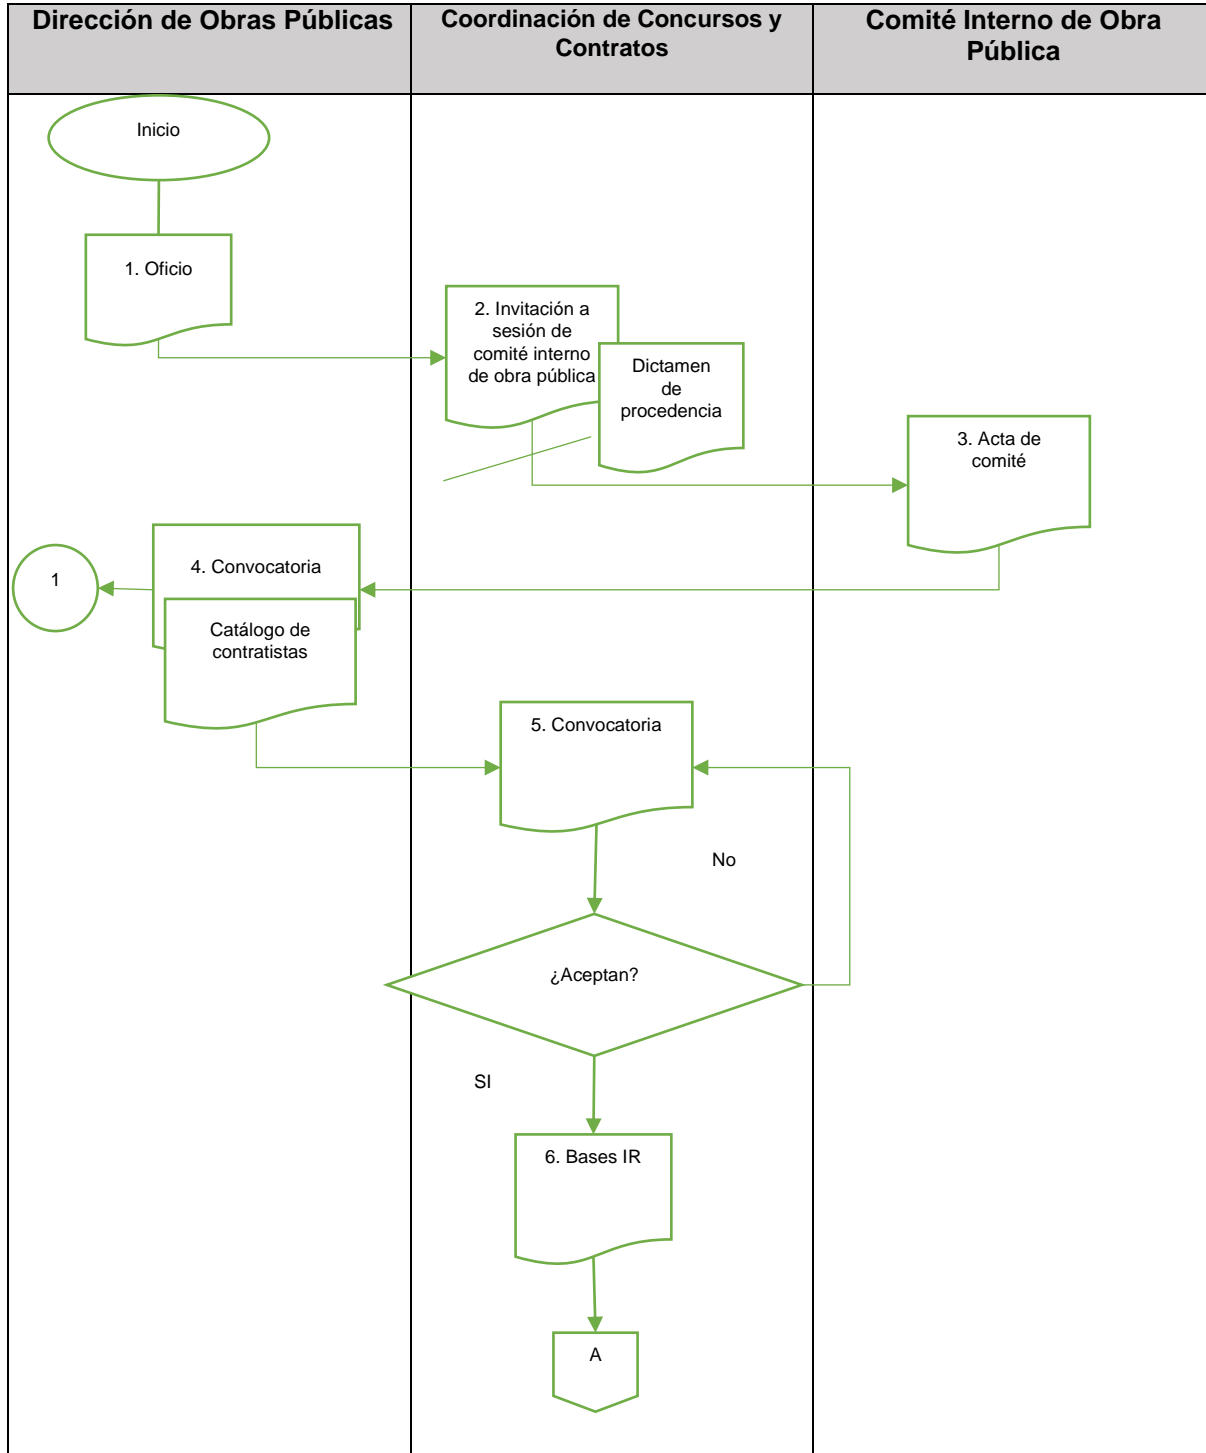 Dirección de Obras Públicas
Coordinación de Concursos y
Contratos
Comité Interno de Obra
Pública
Inicio
1. Oficio
2. Invitación a
sesión de
comité interno
de obra pública
Dictamen
de
procedencia
3. Acta de
comité
1
4. Convocatoria
Catálogo de
contratistas
5. Convocatoria
No
¿Aceptan?
SI
6. Bases IR
A